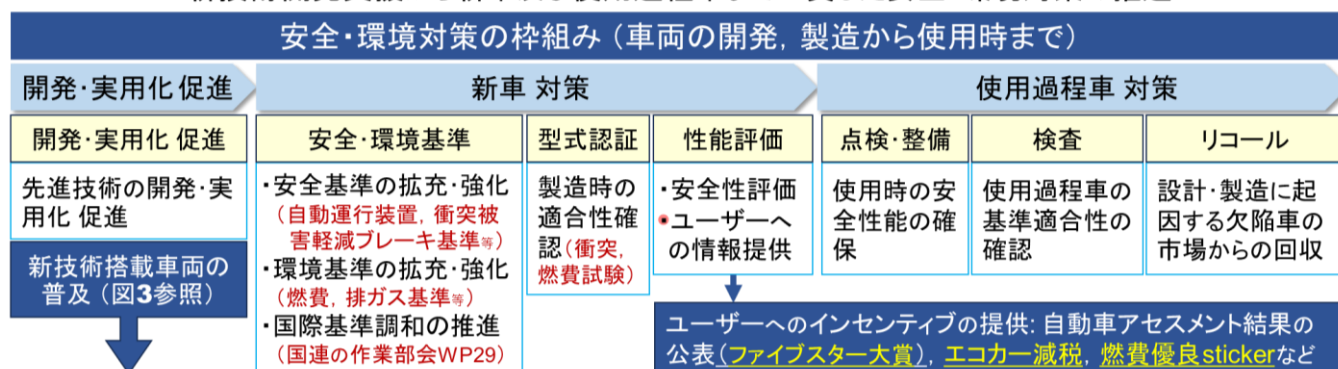 安全・環境対策の枠組み（車両の開発, 製造から使用時まで）
開発・実用化 促進
新車 対策
使用過程車 対策
開発・実用化 促進
先進技術の開発・実
用化 促進
新技術搭載車両の
普及（図3参照）
安全・環境基準
・安全基準の拡充・強化
（自動運行装置, 衝突被
害軽減ブレーキ基準等）
・環境基準の拡充・強化
（燃費, 排ガス基準等）
・国際基準調和の推進
（国連の作業部会WP29）
型式認証
製造時の
適合性確
認（衝突,
燃費試験）
性能評価
・安全性評価
・ユーザーへ
の情報提供
点検・整備
使用時の安
全性能の確
保
検査
使用過程車の
基準適合性の
確認
リコール
設計・製造に起
因する欠陥車の
市場からの回収
ユーザーへのインセンティブの提供: 自動車アセスメント結果の
公表（ファイブスター大賞）, エコカー減税, 燃費優良stickerなど